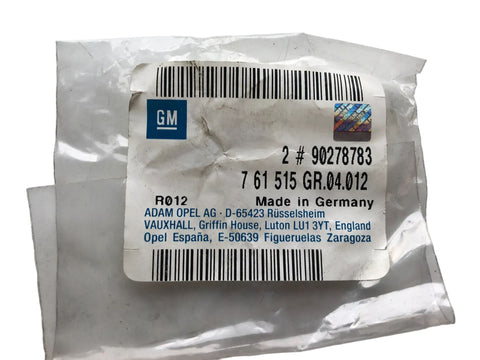 GM
2 # 90278783
7 61 515 GR.04.012
R012 Made in Germany
ADAM OPEL AG · D-65423 Rüsselsheim
VAUXHALL, Griffin House, Luton LU1 3YT, England
Opel España, E-50639 Figueruelas Zaragoza